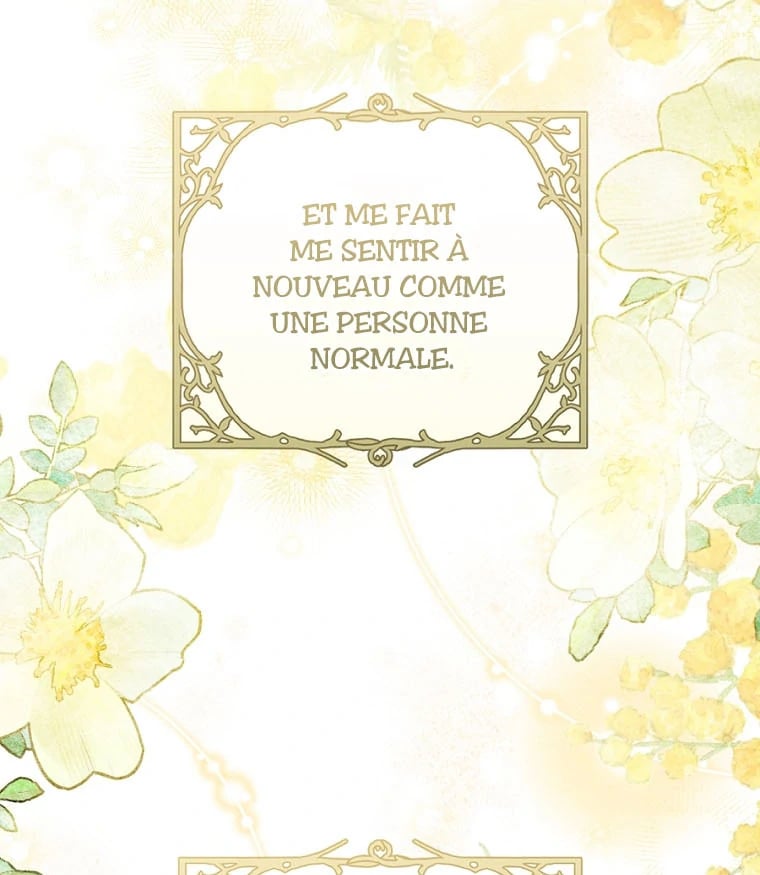 ET ME FAIT
ME SENTIR À
NOUVEAU COMME
UNE PERSONNE
NORMALE.